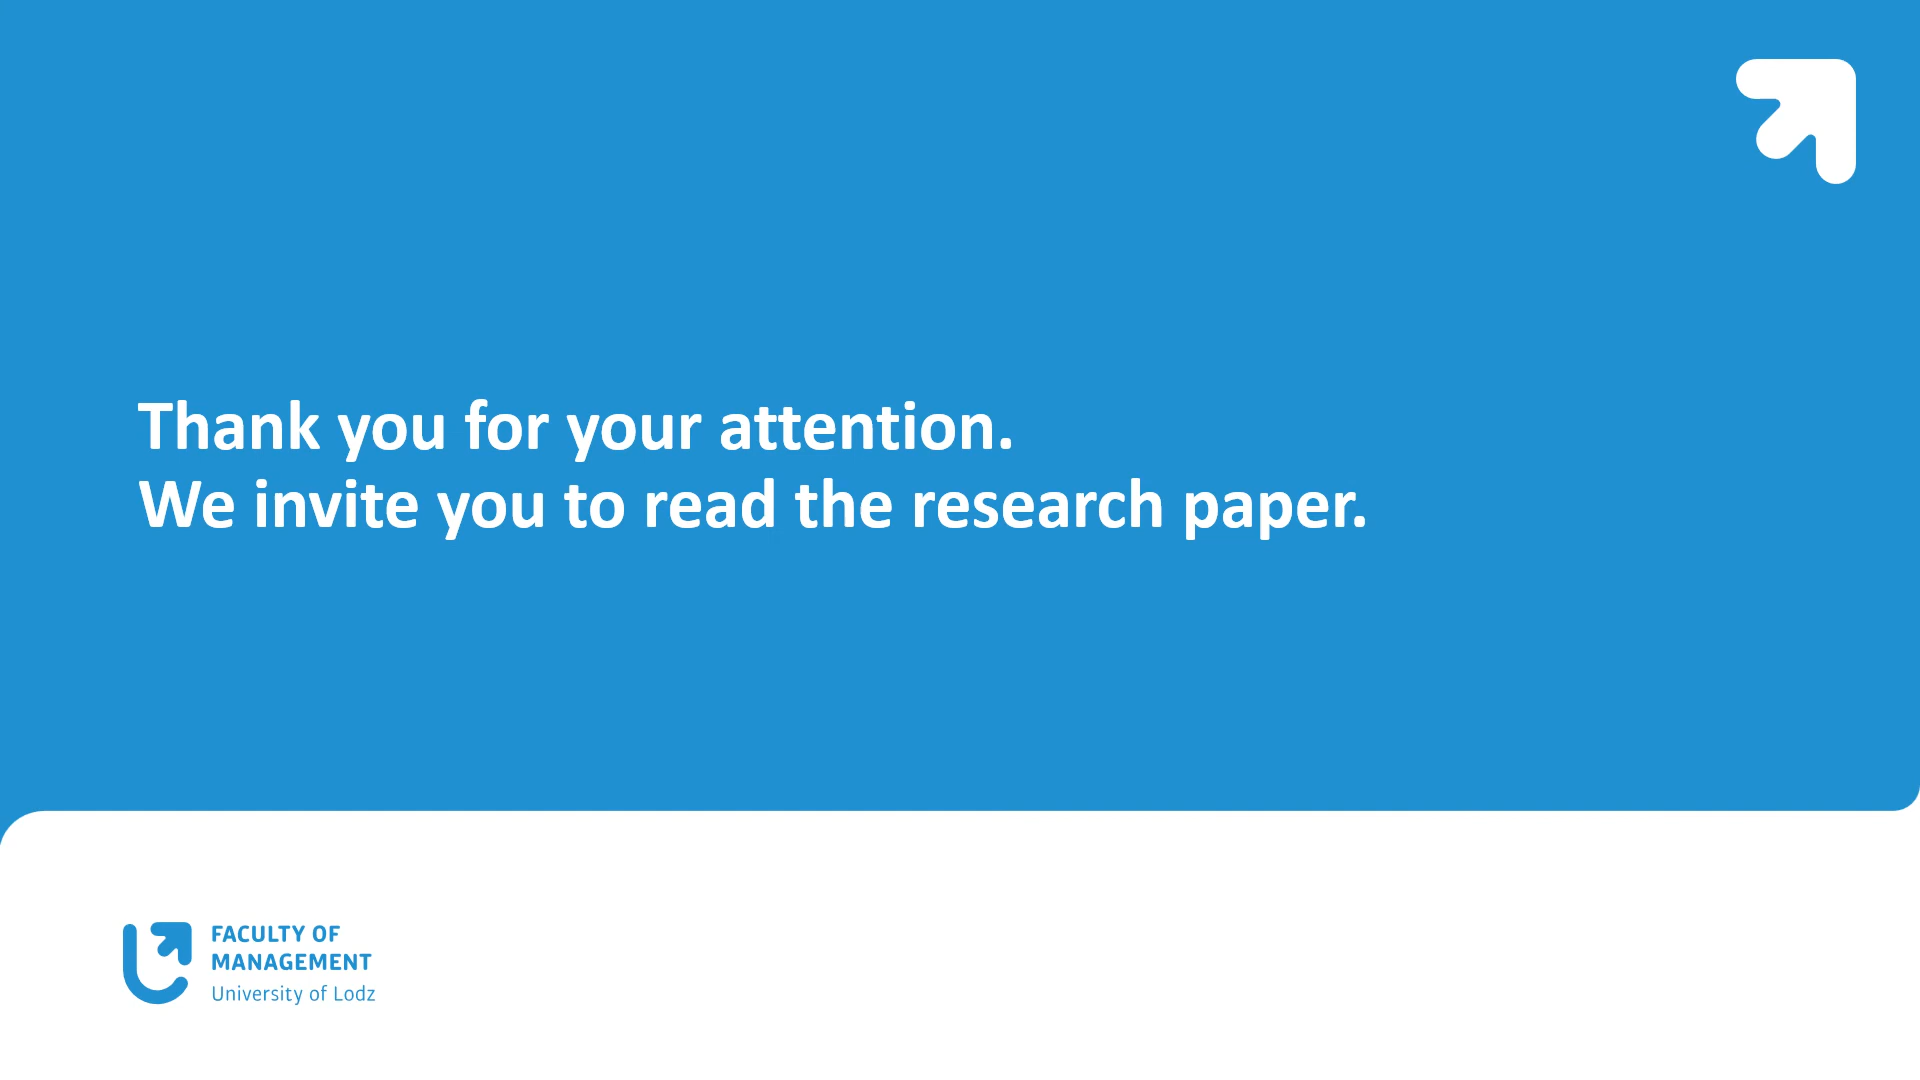 Thank you for your attention.
We invite you to read the research paper.
FACULTY OF
MANAGEMENT
University of Lodz